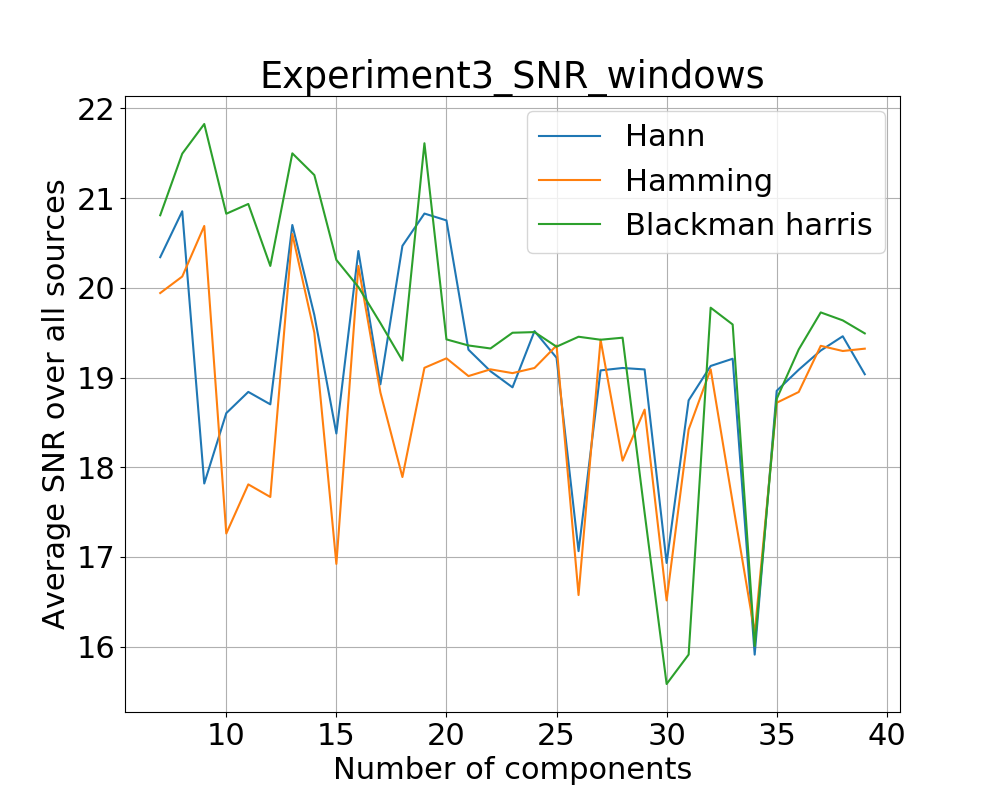 Experiment3_SNR_windows
Average SNR over all sources
22
21
20
19
18
17
16
Hann
Hamming
Blackman harris
10 15 20 25 30 35 40
Number of components